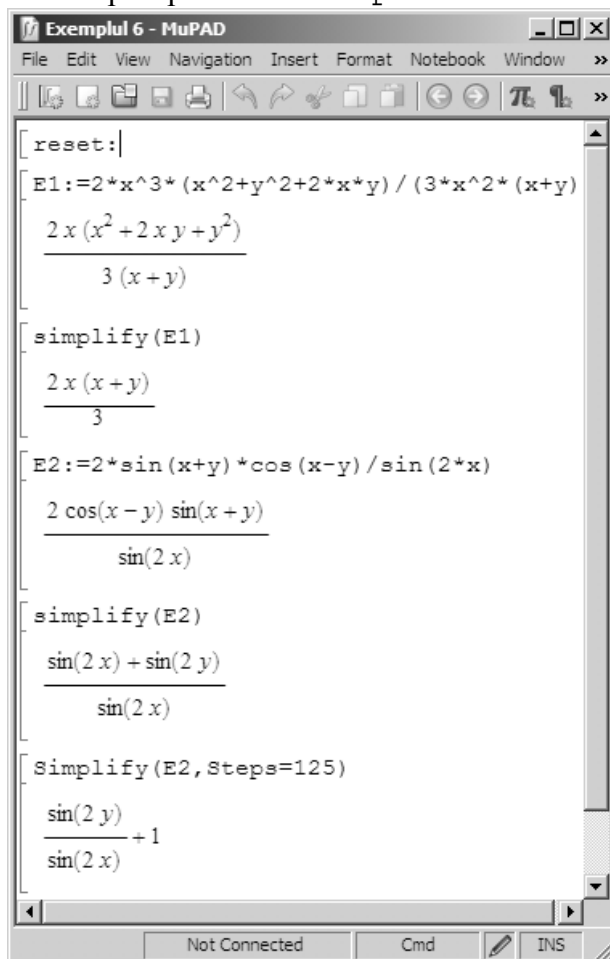 Exemplul 6 - MuPAD
File Edit View Navigation Insert Format Notebook Window »
π ¶ »
reset:
E1:=2*x^3*(x^2+y^2+2*x*y)/(3*x^2*(x+y)
2 x (x² + 2 x y + y²)
3 (x + y)
simplify(E1)
2 x (x + y)
3
E2:=2*sin(x+y)*cos(x-y)/sin(2*x)
2 cos(x − y) sin(x + y)
sin(2 x)
simplify(E2)
sin(2 x) + sin(2 y)
sin(2 x)
Simplify(E2,Steps=125)
sin(2 y)
+ 1
sin(2 x)
Not Connected Cmd INS